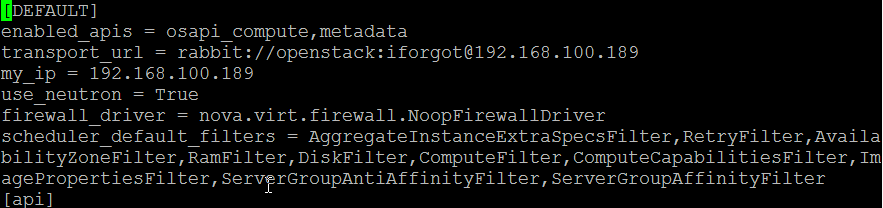 [DEFAULT]
enabled_apis = osapi_compute,metadata
transport_url = rabbit://openstack:iforgot@192.168.100.189
my_ip = 192.168.100.189
use_neutron = True
firewall_driver = nova.virt.firewall.NoopFirewallDriver
scheduler_default_filters = AggregateInstanceExtraSpecsFilter,RetryFilter,Availa
bilityZoneFilter,RamFilter,DiskFilter,ComputeFilter,ComputeCapabilitiesFilter,Im
agePropertiesFilter,ServerGroupAntiAffinityFilter,ServerGroupAffinityFilter
[api]